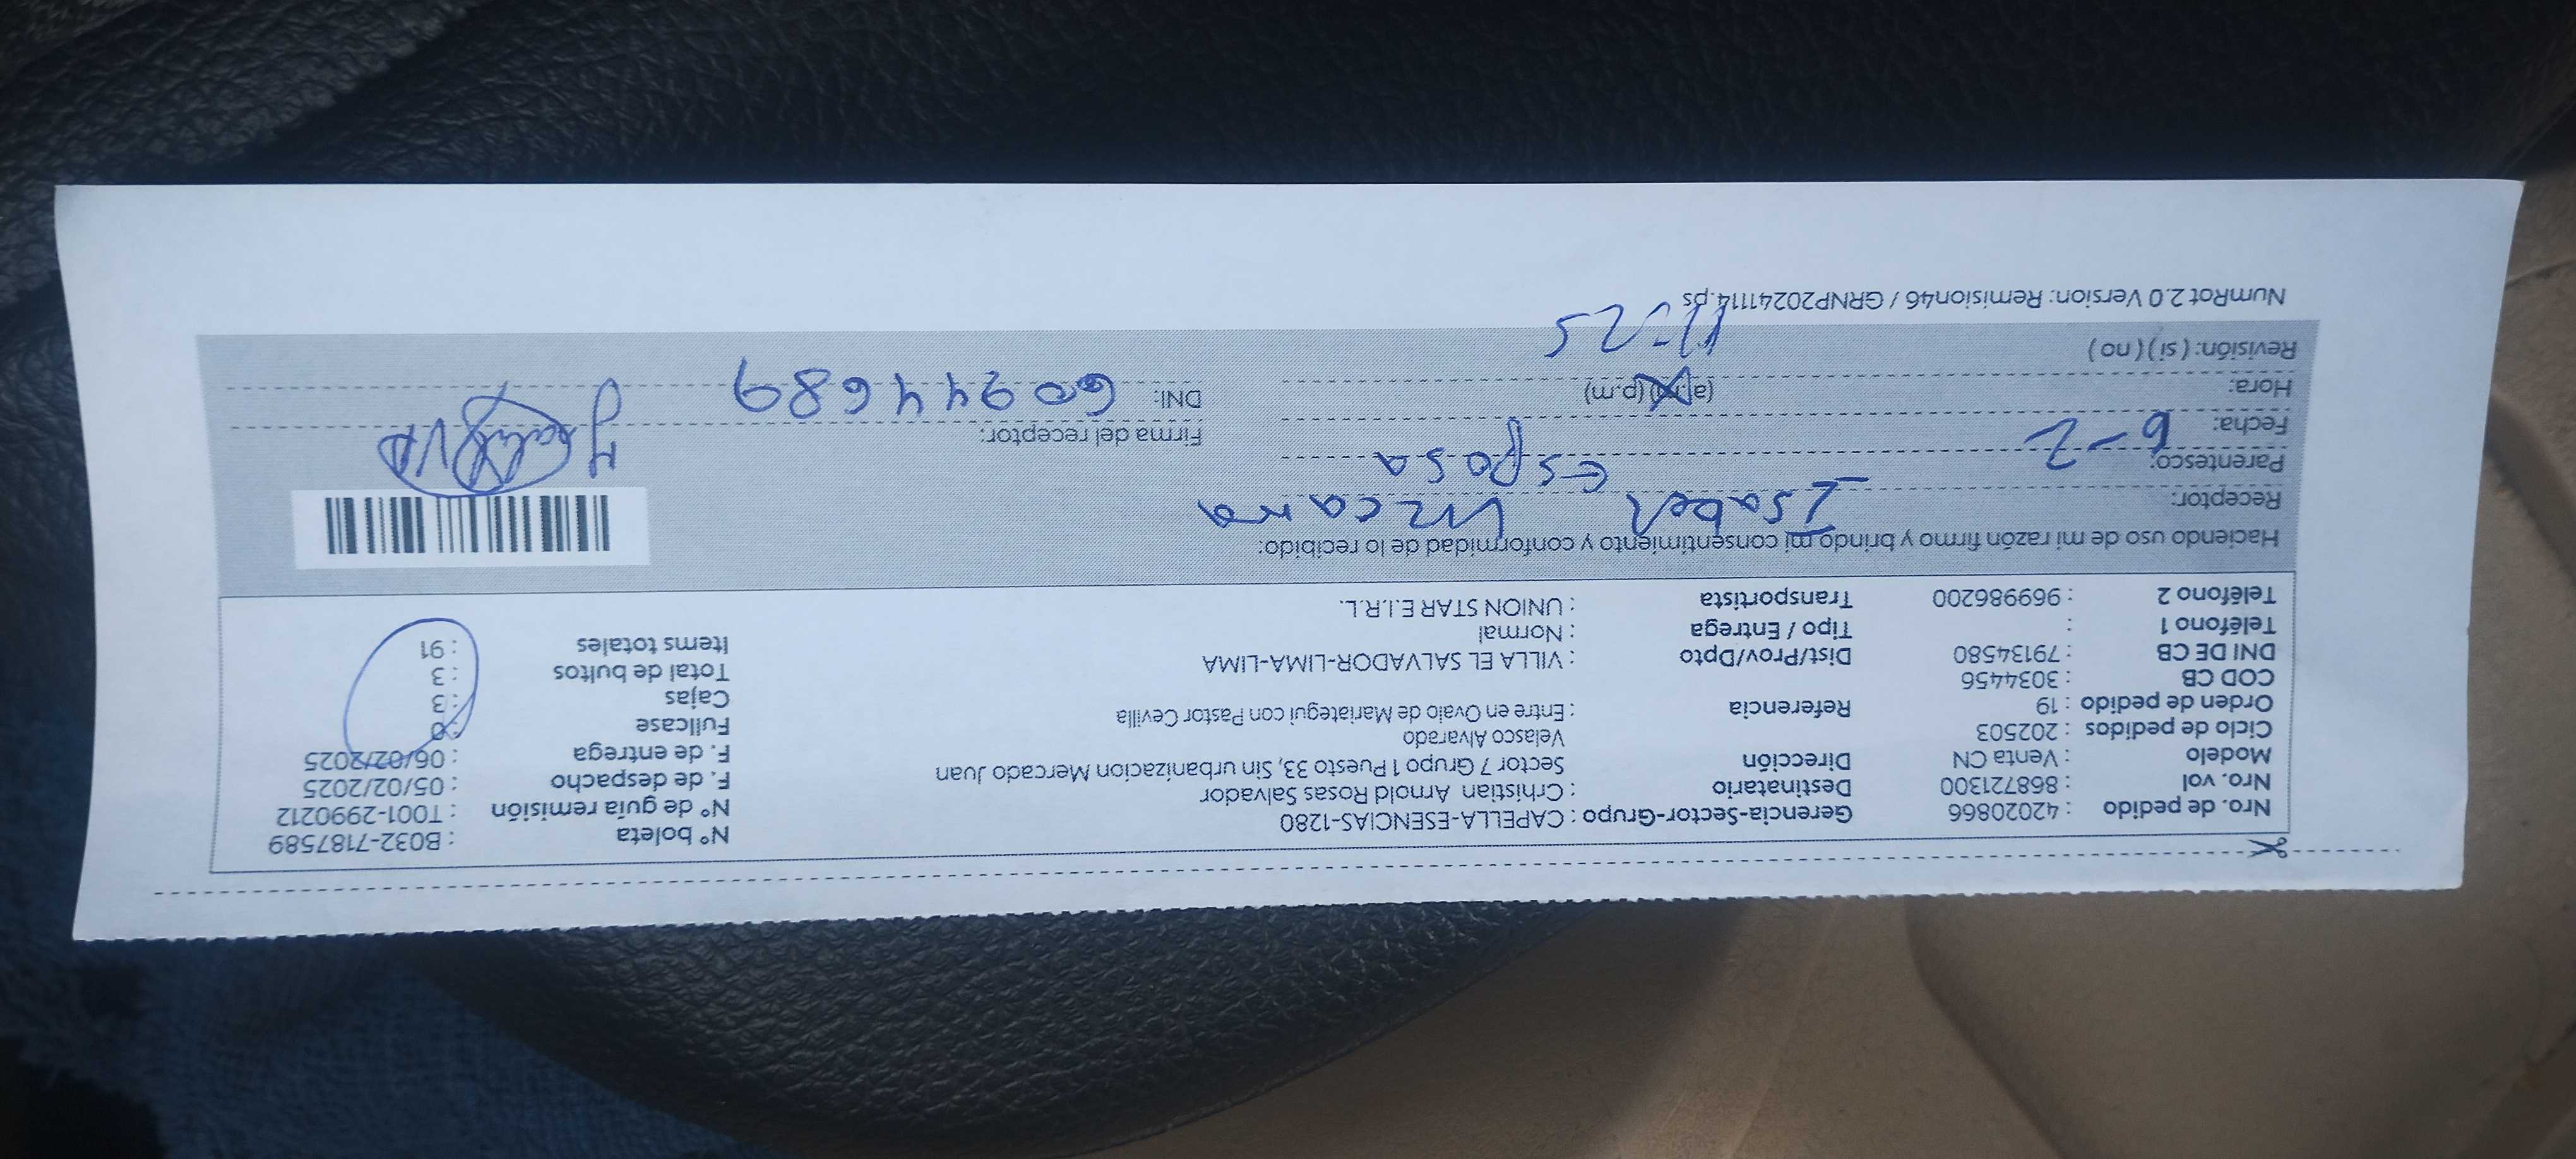 Nro. de pedido : 42020866 Gerencia-Sector-Grupo : CAPELLA-ESENCIAS-1280 N° boleta : B032-7187589
Nro. vol : 868721300 Destinatario : Crhistian Arnold Rosas Salvador N° de guía remisión : T001-2990212
Modelo : Venta CN Dirección Sector 7 Grupo 1 Puesto 33, Sin urbanizacion Mercado Juan F. de despacho : 05/02/2025
Ciclo de pedidos : 202503 Velasco Alvarado F. de entrega : 06/02/2025
Orden de pedido : 19 Referencia : Entre en Ovalo de Mariategui con Pastor Cevilla Fullcase : 0
COD CB : 3034456 Cajas : 3
DNI DE CB : 79134580 Dist/Prov/Dpto : VILLA EL SALVADOR-LIMA-LIMA Total de bultos : 3
Teléfono 1 : Tipo / Entrega : Normal Items totales : 91
Teléfono 2 : 969986200 Transportista : UNION STAR E.I.R.L.
Haciendo uso de mi razón firmo y brindo mi consentimiento y conformidad de lo recibido:
Receptor: Isabel Vizcarra
Parentesco: Esposa
Fecha: 6-2 Firma del receptor:
Hora: (a.m) (p.m) DNI: 60944689
Revisión: ( si ) ( no ) 11-25
NumRot 2.0 Version: Remision46 / GRNP20241114.ps